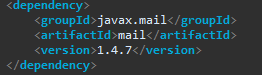 <dependency>
<groupId>javax.mail</groupId>
<artifactId>mail</artifactId>
<version>1.4.7</version>
</dependency>